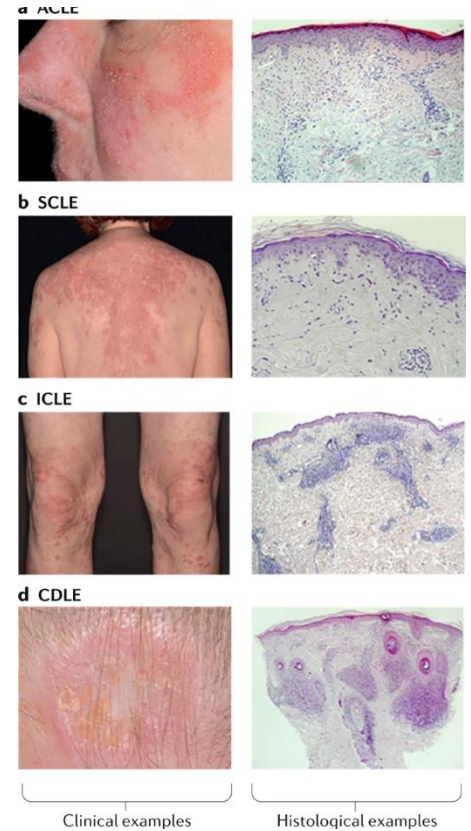 a ACLE
b SCLE
c ICLE
d CDLE
Clinical examples
Histological examples